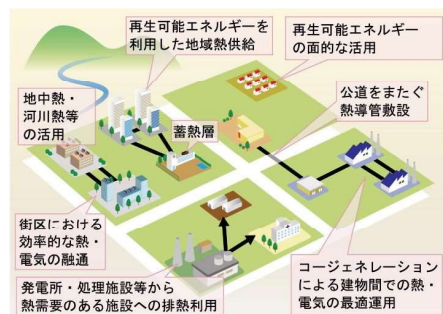 再生可能エネルギーを
利用した地域熱供給
再生可能エネルギー
の面的な活用
地中熱・
河川熱等
の活用
蓄熱層
公道をまたぐ
熱導管敷設
街区における
効率的な熱・
電気の融通
発電所・処理施設等から
熱需要のある施設への排熱利用
コージェネレーション
による建物間での熱・
電気の最適運用